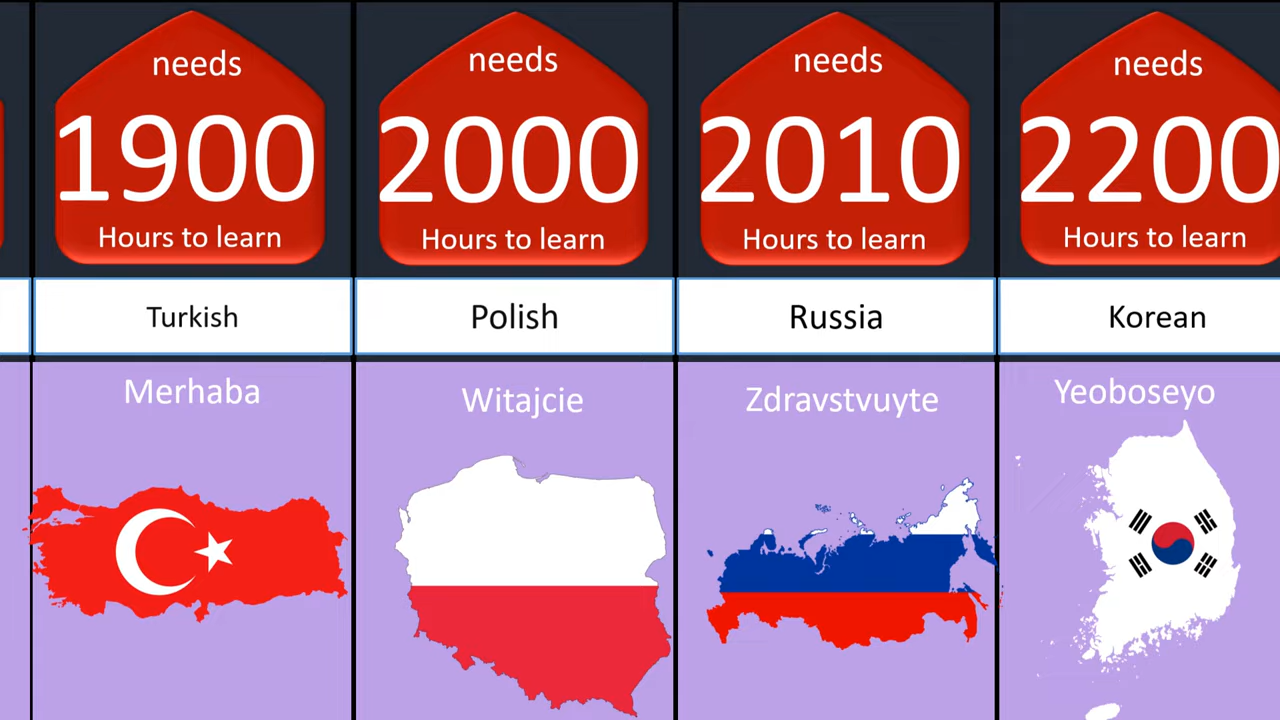 needs
1900
Hours to learn
Turkish
Merhaba
needs
2000
Hours to learn
Polish
Witajcie
needs
2010
Hours to learn
Russia
Zdravstvuyte
needs
2200
Hours to learn
Korean
Yeoboseyo